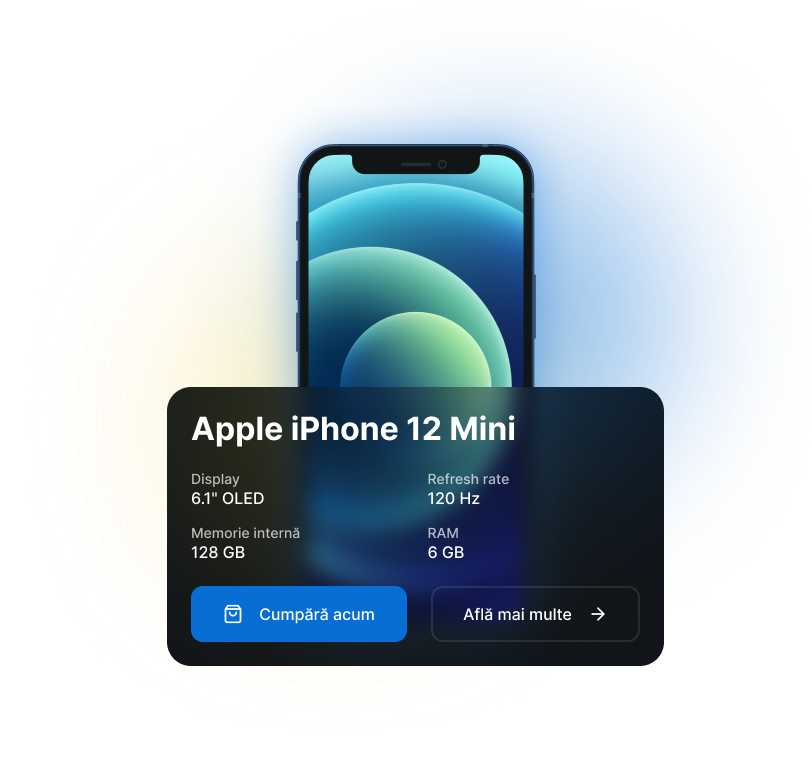 Apple iPhone 12 Mini
Display
6.1" OLED
Refresh rate
120 Hz
Memorie internă
128 GB
RAM
6 GB
Cumpără acum
Află mai multe